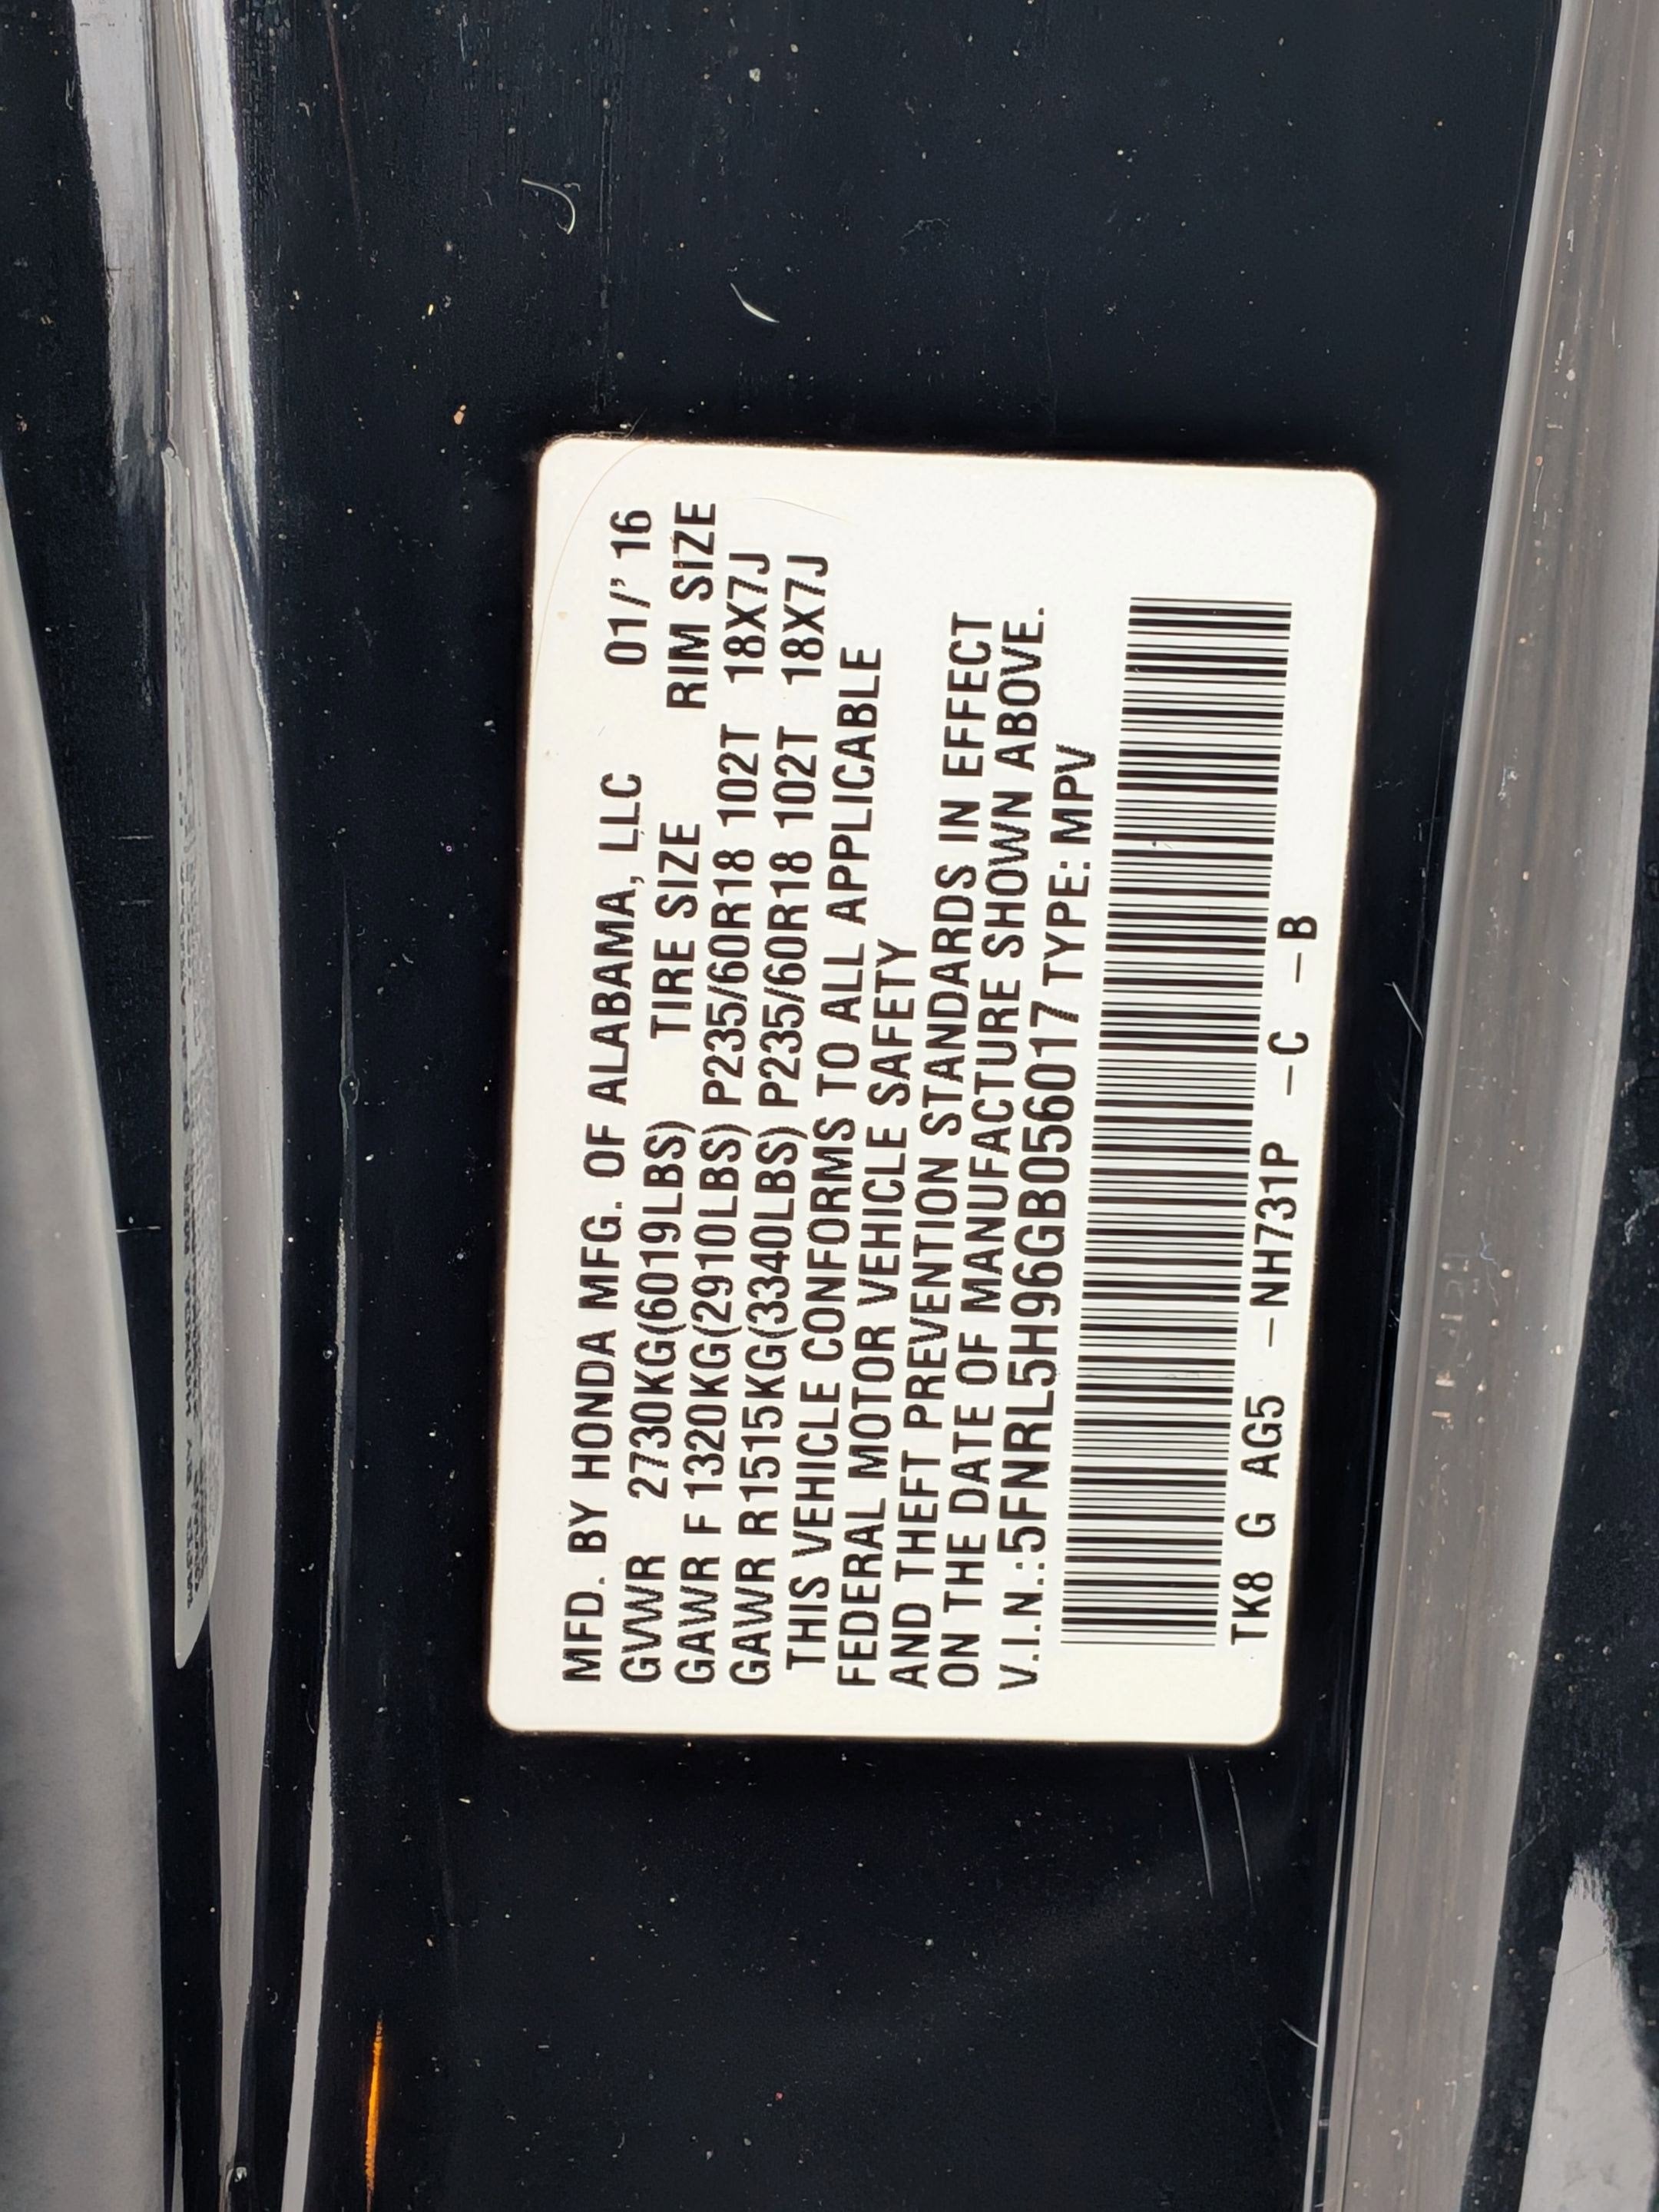 MFD. BY HONDA MFG. OF ALABAMA, LLC 01/'16
TIRE SIZE RIM SIZE
GVWR 2730KG(6019LBS)
GAWR F 1320KG(2910LBS) P235/60R18 102T 18X7J
GAWR R1515KG(3340LBS) P235/60R18 102T 18X7J
THIS VEHICLE CONFORMS TO ALL APPLICABLE
FEDERAL MOTOR VEHICLE SAFETY
AND THEFT PREVENTION STANDARDS IN EFFECT
ON THE DATE OF MANUFACTURE SHOWN ABOVE.
V.I.N.:5FNRL5H96GB056017 TYPE:MPV
TK8 G AG5 –NH731P –C –B